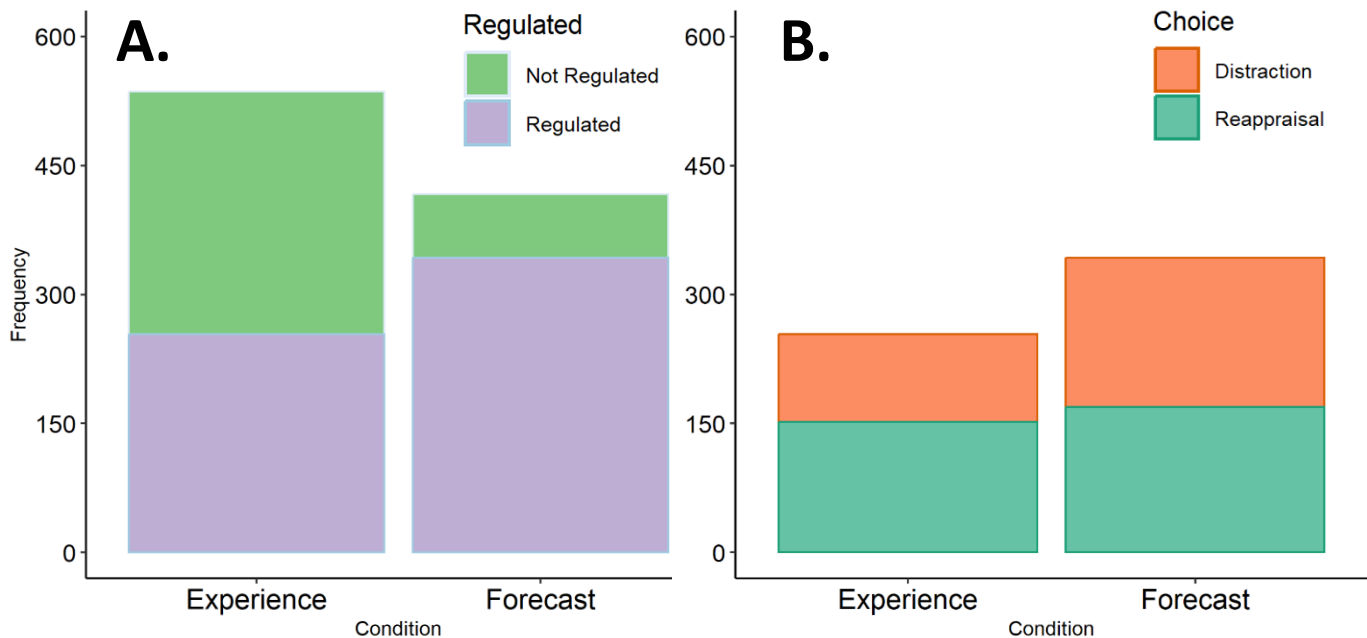 A.
Regulated
Not Regulated
Regulated
600
450
300
150
0
Frequency
Experience
Forecast
Condition
B.
Choice
Distraction
Reappraisal
600
450
300
150
0
Experience
Forecast
Condition